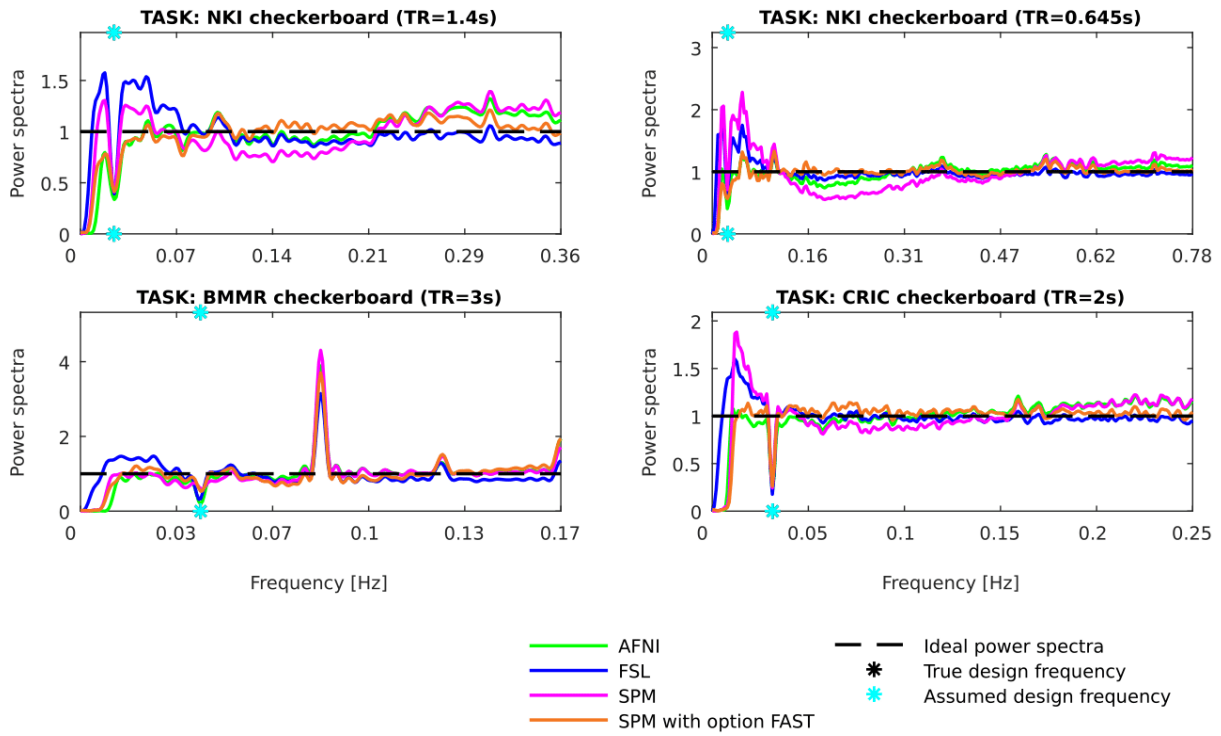 TASK: NKI checkerboard (TR=1.4s)
Power spectra
1.5
1
0.5
0
0 0.07 0.14 0.21 0.29 0.36
TASK: NKI checkerboard (TR=0.645s)
Power spectra
3
2
1
0
0 0.16 0.31 0.47 0.62 0.78
TASK: BMMR checkerboard (TR=3s)
Power spectra
4
2
0
0 0.03 0.07 0.1 0.13 0.17
Frequency [Hz]
TASK: CRIC checkerboard (TR=2s)
Power spectra
2
1.5
1
0.5
0
0 0.05 0.1 0.15 0.2 0.25
Frequency [Hz]
AFNI
FSL
SPM
SPM with option FAST
Ideal power spectra
True design frequency
Assumed design frequency